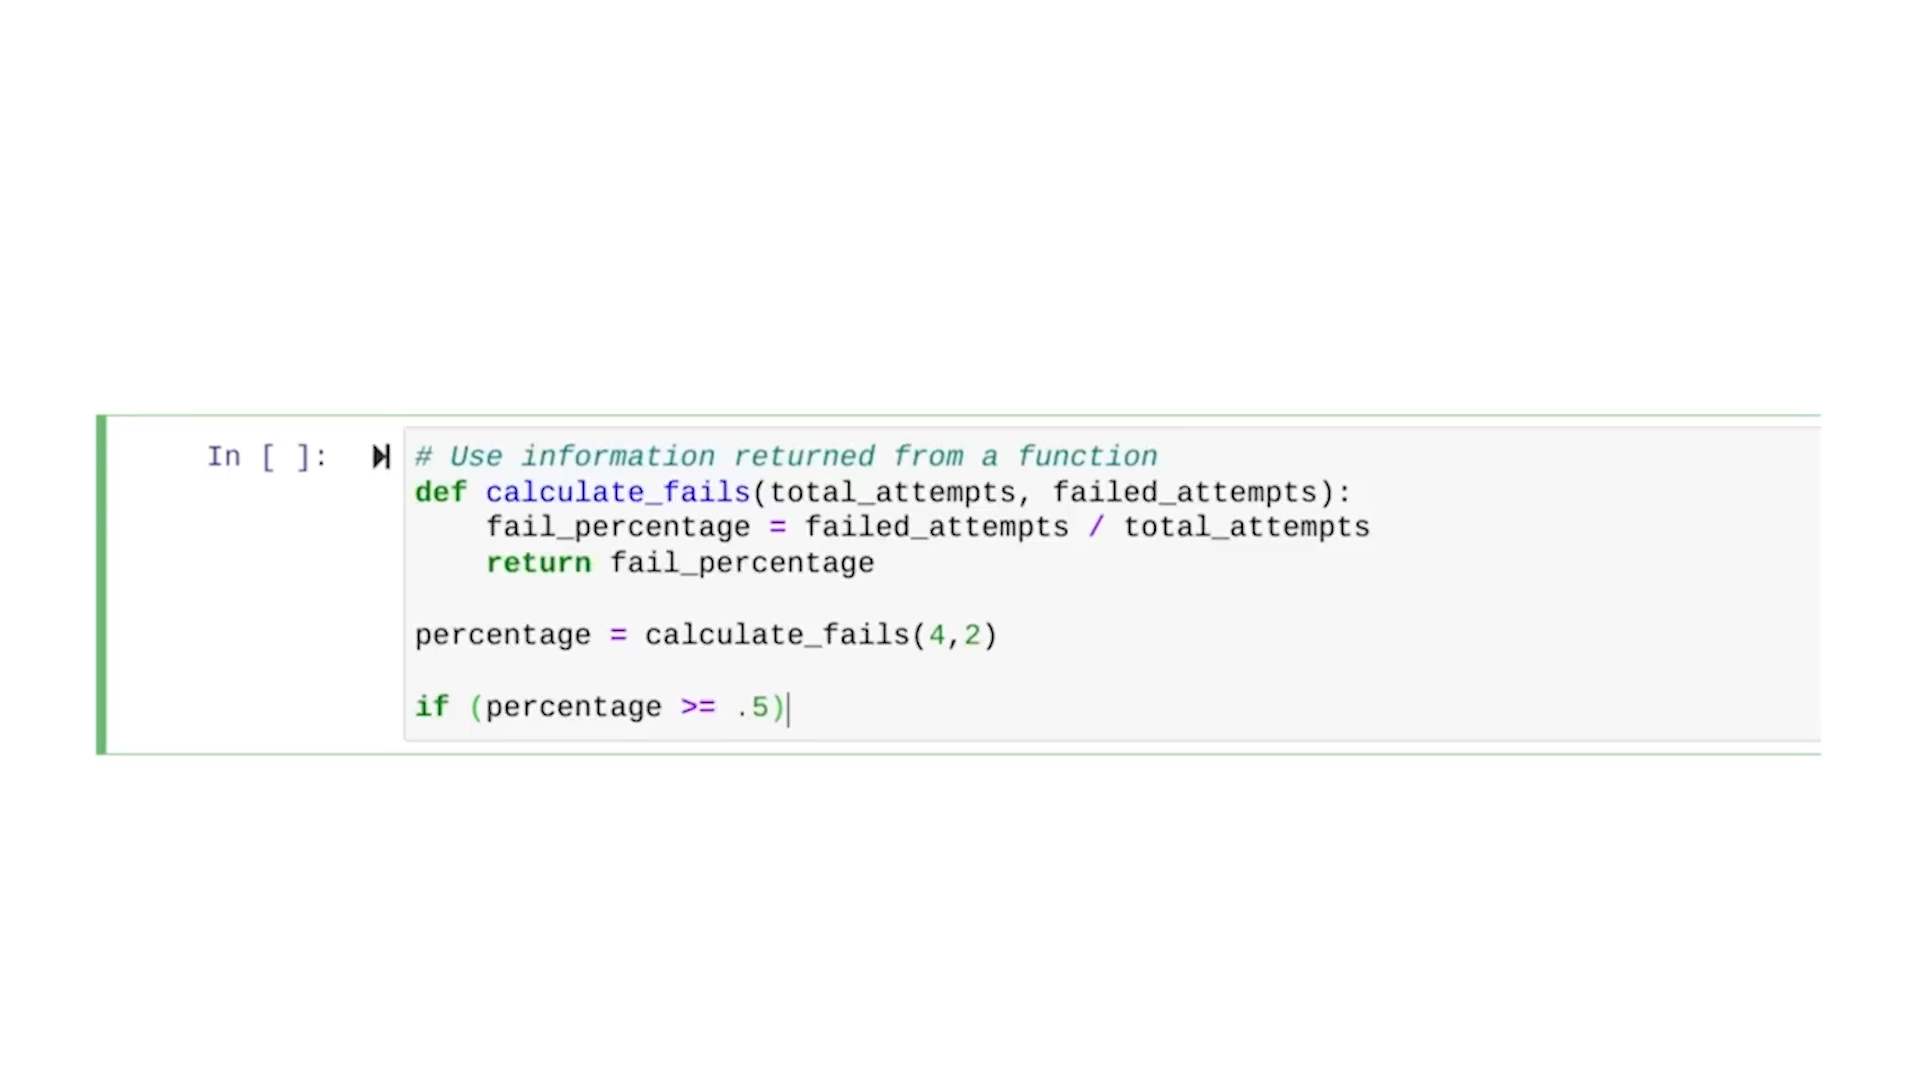 In [ ]: # Use information returned from a function
def calculate_fails(total_attempts, failed_attempts):
    fail_percentage = failed_attempts / total_attempts
    return fail_percentage
percentage = calculate_fails(4,2)
if (percentage >= .5)